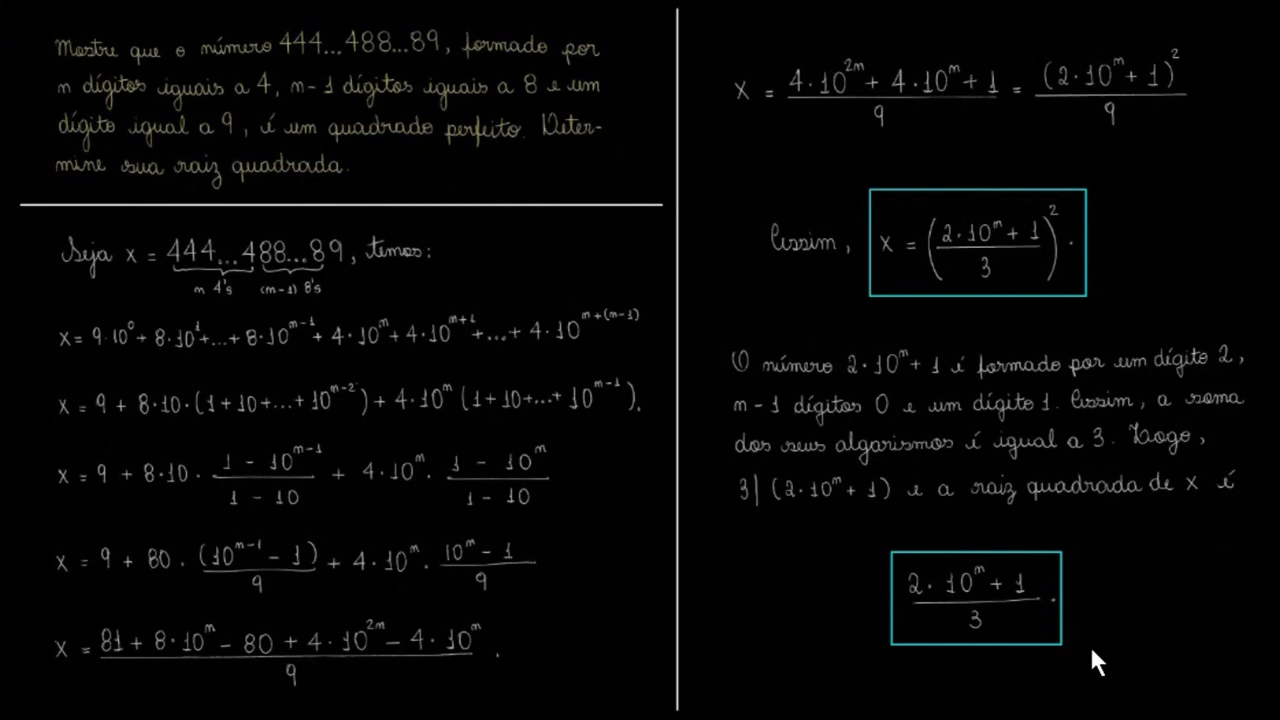 Mostre que o número 444...488...89, formado por
n dígitos iguais a 4, n-1 dígitos iguais a 8 e um
dígito igual a 9, é um quadrado perfeito. Deter-
mine sua raiz quadrada.
Seja x = 444...488...89, temos:
n 4's (n-1) 8's
x = 9·10⁰ + 8·10¹ + ... + 8·10ⁿ⁻¹ + 4·10ⁿ + 4·10ⁿ⁺¹ + ... + 4·10ⁿ⁺⁽ⁿ⁻¹⁾
x = 9 + 8·10·(1+10+...+10ⁿ⁻²) + 4·10ⁿ(1+10+...+10ⁿ⁻¹).
x = 9 + 8·10 · (1 - 10ⁿ⁻¹)/(1 - 10) + 4·10ⁿ · (1 - 10ⁿ)/(1 - 10)
x = 9 + 80 · (10ⁿ⁻¹ - 1)/9 + 4·10ⁿ · (10ⁿ - 1)/9
x = (81 + 8·10ⁿ - 80 + 4·10²ⁿ - 4·10ⁿ)/9 .
x = (4·10²ⁿ + 4·10ⁿ + 1)/9 = (2·10ⁿ + 1)²/9
Assim, x = ((2·10ⁿ + 1)/3)² .
O número 2·10ⁿ + 1 é formado por um dígito 2,
n-1 dígitos 0 e um dígito 1. Assim, a soma
dos seus algarismos é igual a 3. Logo,
3|(2·10ⁿ + 1) e a raiz quadrada de x é
(2·10ⁿ + 1)/3 .